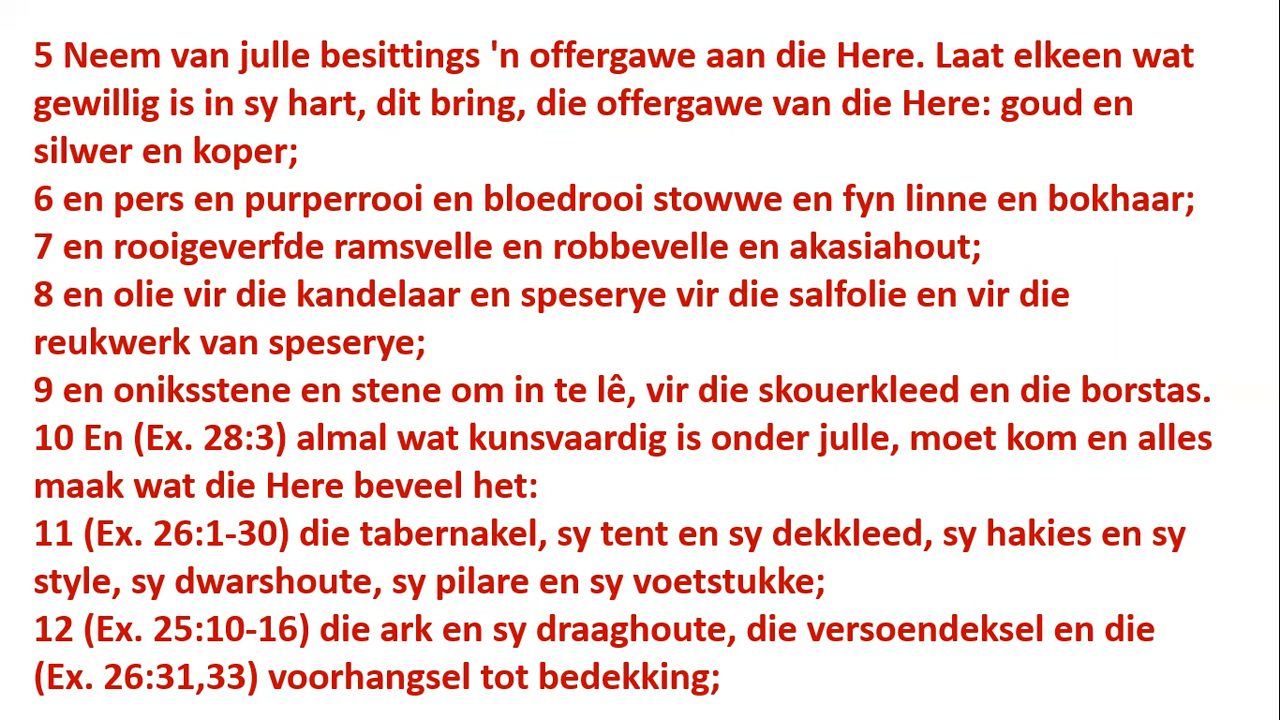 5 Neem van julle besittings 'n offergawe aan die Here. Laat elkeen wat
gewillig is in sy hart, dit bring, die offergawe van die Here: goud en
silwer en koper;
6 en pers en purperrooi en bloedrooi stowwe en fyn linne en bokhaar;
7 en rooigeverfde ramsvelle en robbevelle en akasiahout;
8 en olie vir die kandelaar en speserye vir die salfolie en vir die
reukwerk van speserye;
9 en oniksstene en stene om in te lê, vir die skouerkleed en die borstas.
10 En (Ex. 28:3) almal wat kunsvaardig is onder julle, moet kom en alles
maak wat die Here beveel het:
11 (Ex. 26:1-30) die tabernakel, sy tent en sy dekkleed, sy hakies en sy
style, sy dwarshoute, sy pilare en sy voetstukke;
12 (Ex. 25:10-16) die ark en sy draaghoute, die versoendeksel en die
(Ex. 26:31,33) voorhangsel tot bedekking;